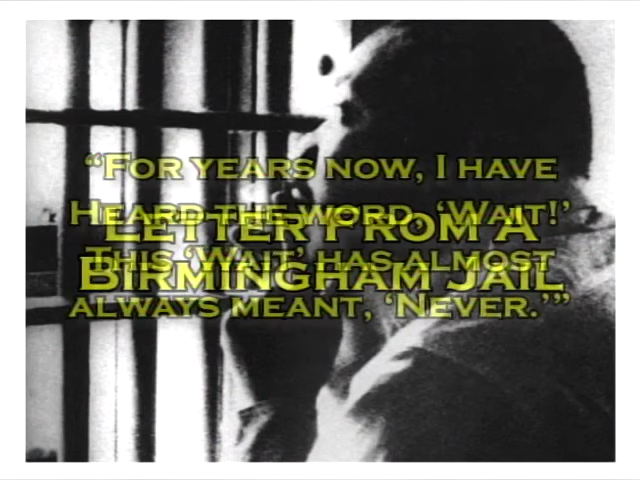 “For years now, I have
Heard the word, ‘Wait!’
Letter from a
This ‘Wait’ has almost
Birmingham Jail
always meant, ‘Never.’”